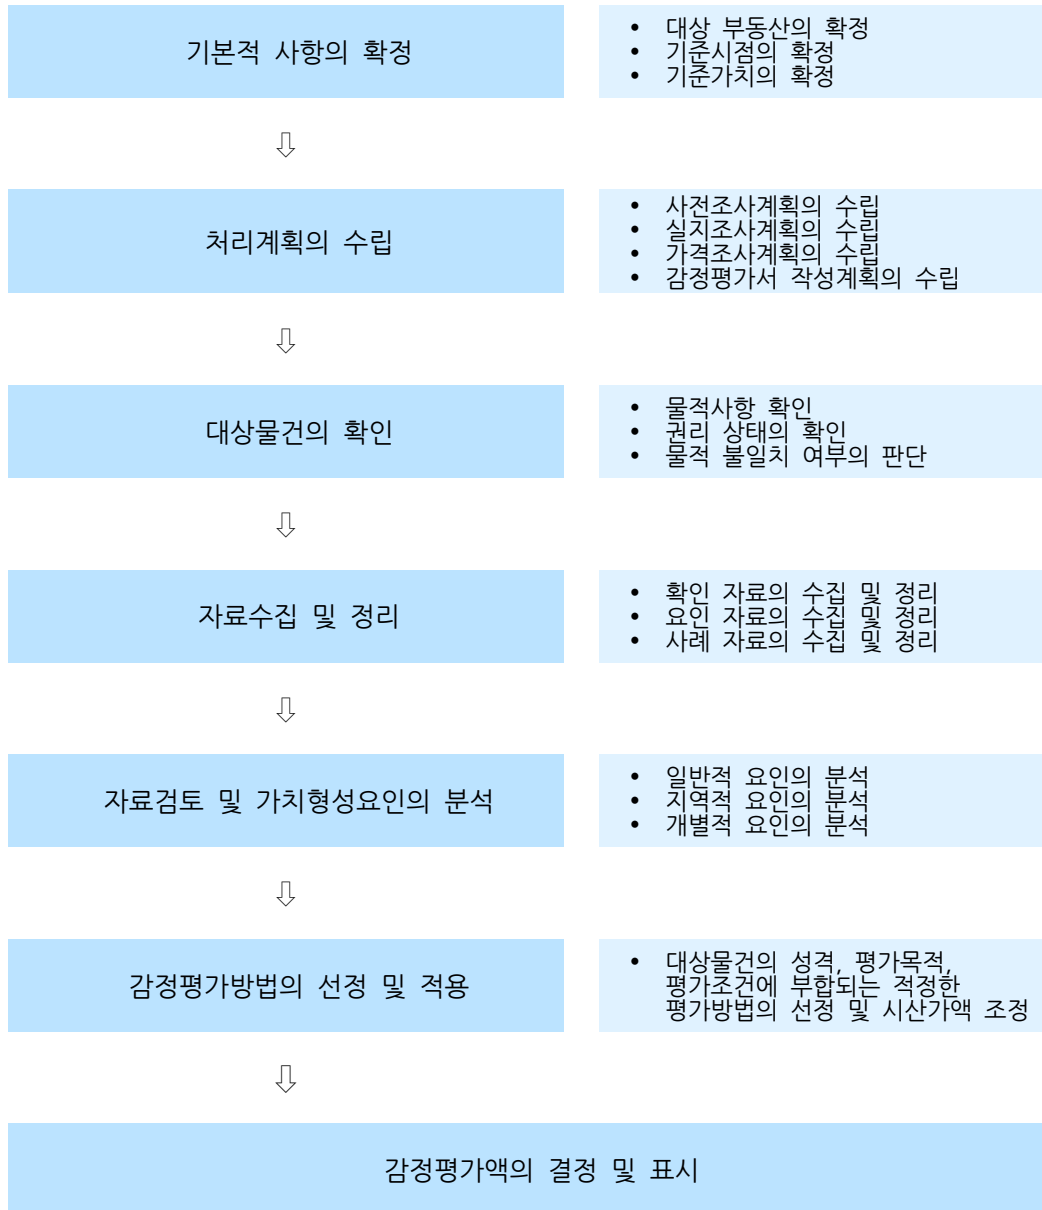 기본적 사항의 확정
• 대상 부동산의 확정
• 기준시점의 확정
• 기준가치의 확정
⇩
처리계획의 수립
• 사전조사계획의 수립
• 실지조사계획의 수립
• 가격조사계획의 수립
• 감정평가서 작성계획의 수립
⇩
대상물건의 확인
• 물적사항 확인
• 권리 상태의 확인
• 물적 불일치 여부의 판단
⇩
자료수집 및 정리
• 확인 자료의 수집 및 정리
• 요인 자료의 수집 및 정리
• 사례 자료의 수집 및 정리
⇩
자료검토 및 가치형성요인의 분석
• 일반적 요인의 분석
• 지역적 요인의 분석
• 개별적 요인의 분석
⇩
감정평가방법의 선정 및 적용
• 대상물건의 성격, 평가목적,
평가조건에 부합되는 적정한
평가방법의 선정 및 시산가액 조정
⇩
감정평가액의 결정 및 표시